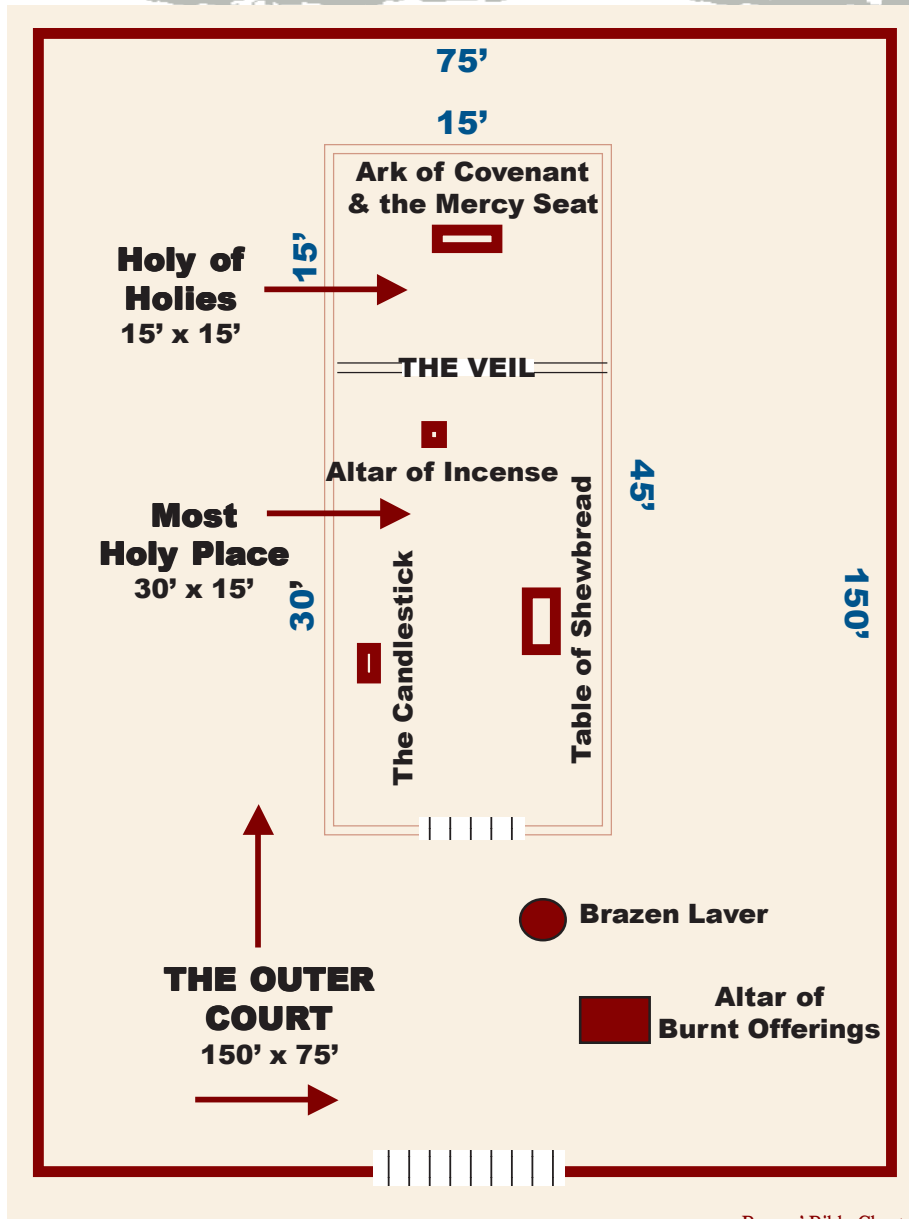 75’
15’
Ark of Covenant
& the Mercy Seat
15’
Holy of
Holies
15’ x 15’
THE VEIL
Altar of Incense
45’
Most
Holy Place
30’ x 15’
30’
The Candlestick
Table of Shewbread
150’
Brazen Laver
THE OUTER
COURT
150’ x 75’
Altar of
Burnt Offerings